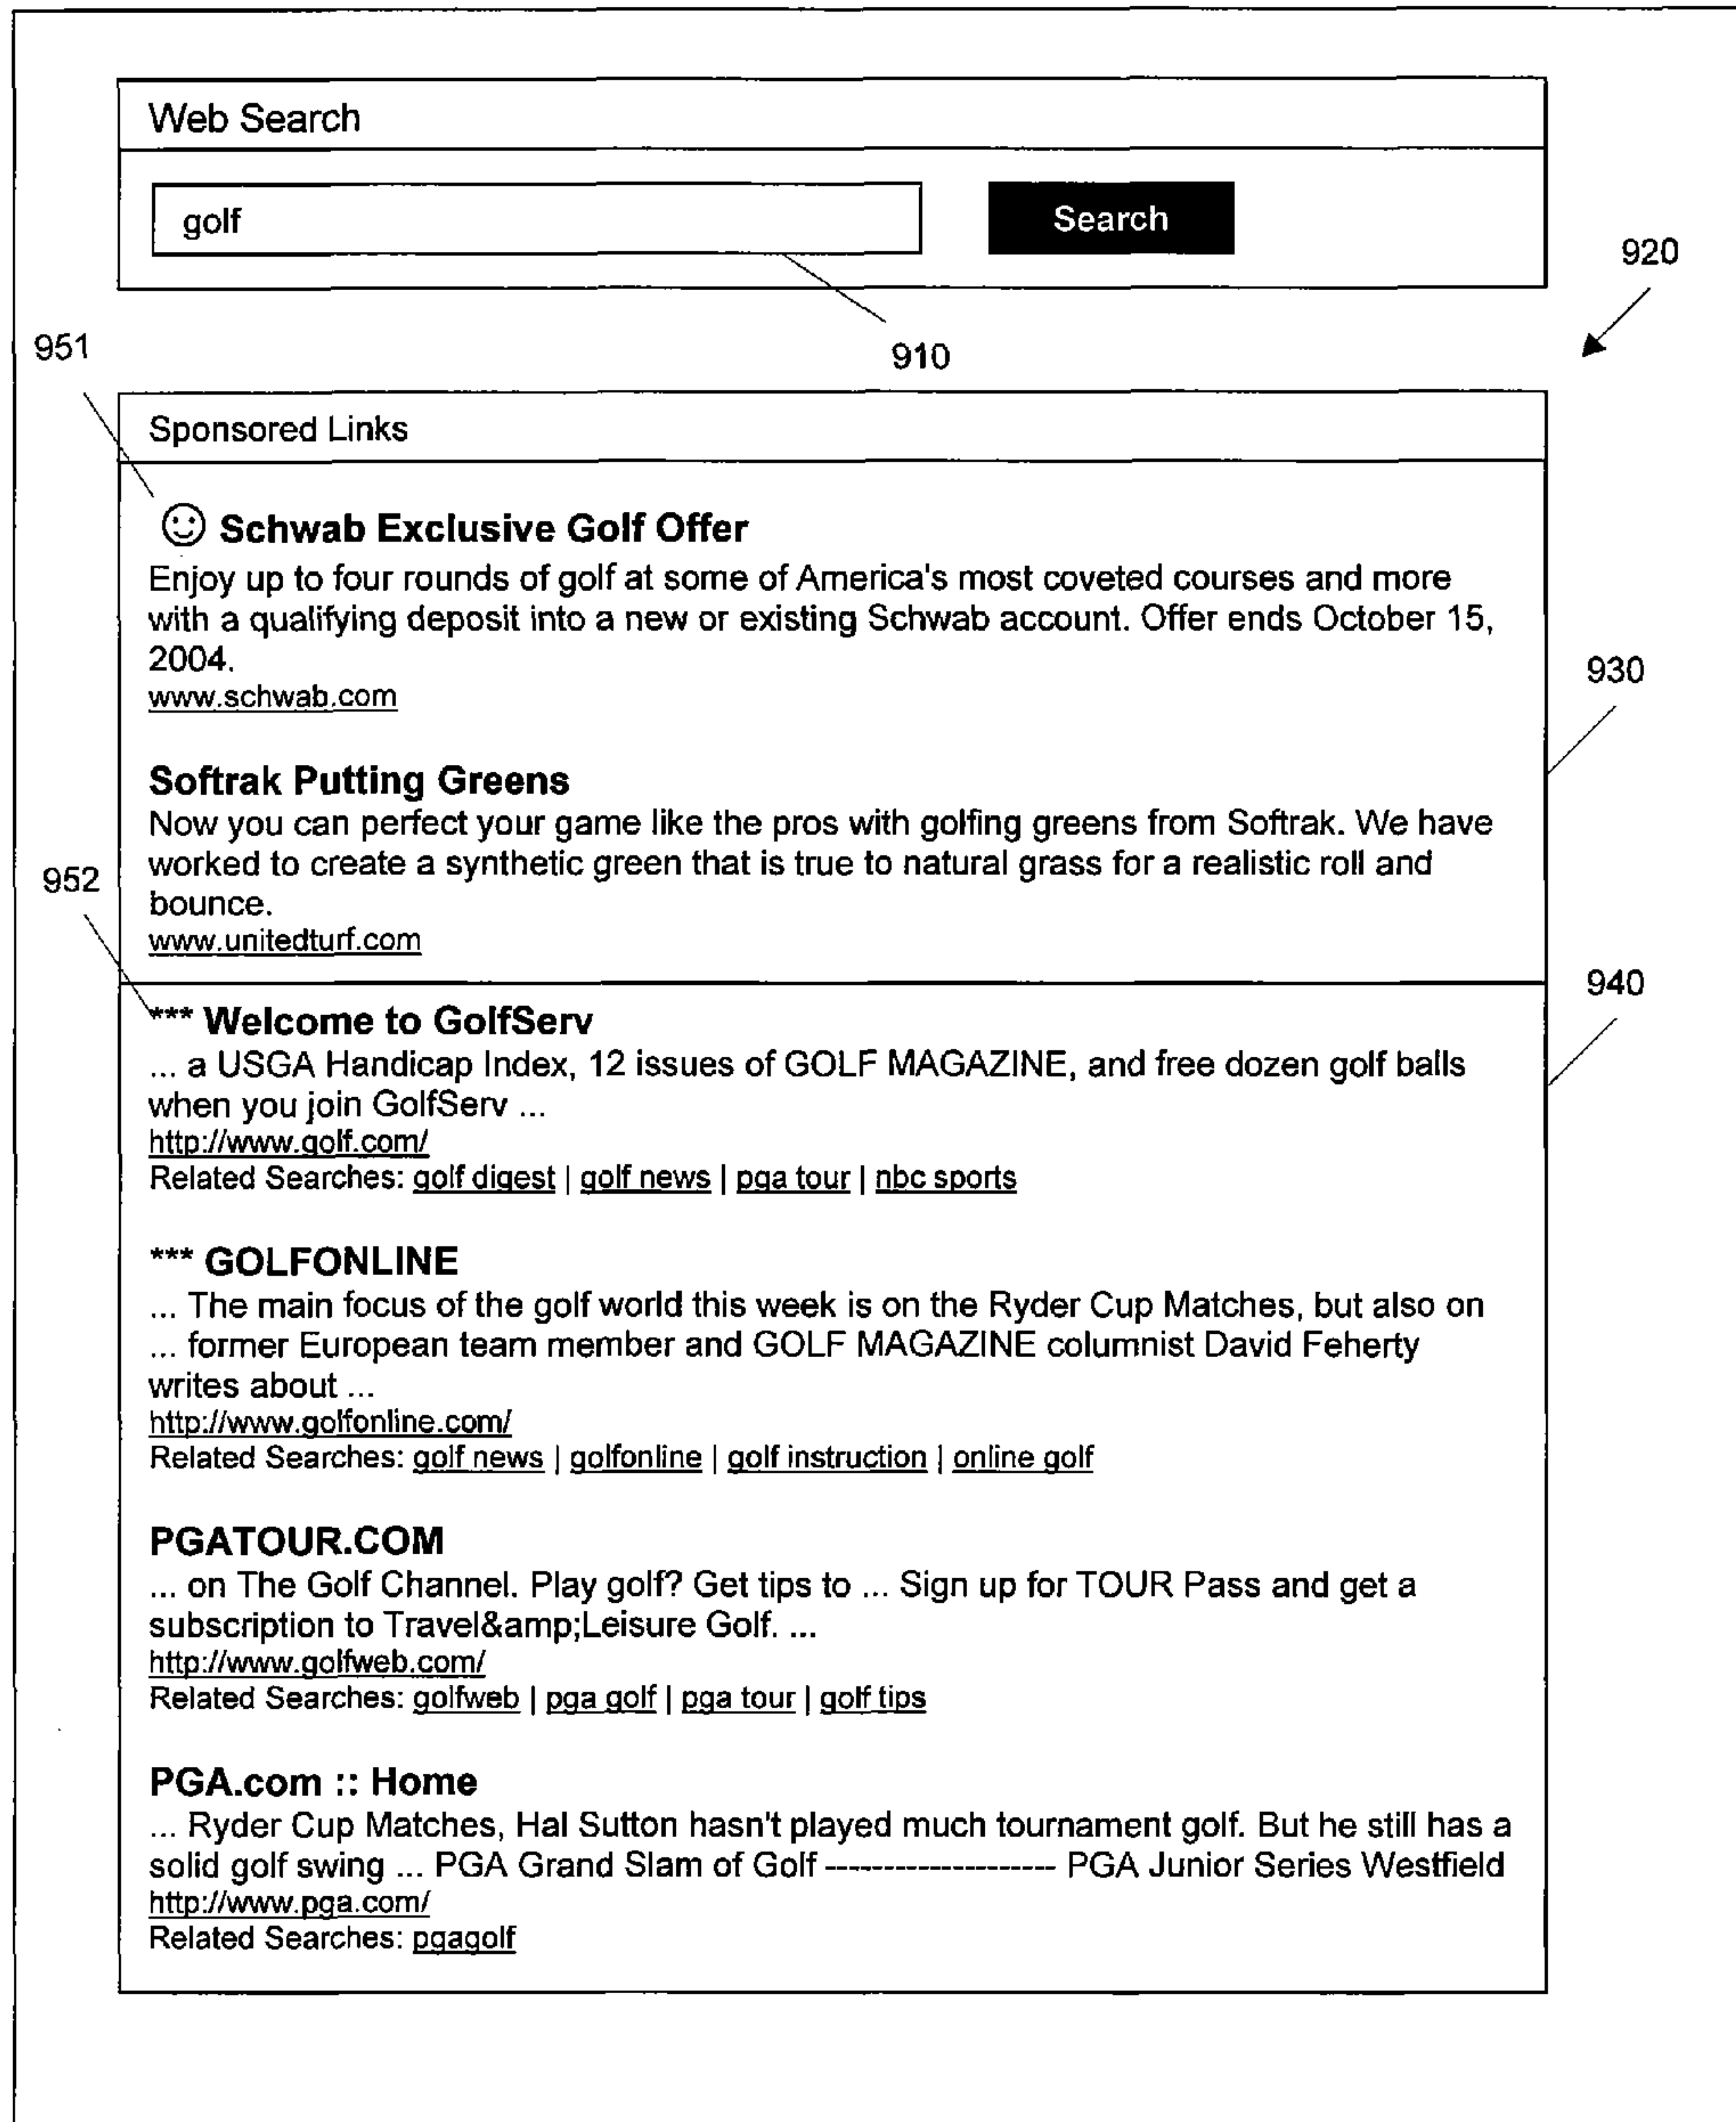 Web Search
golf
Search
920
951
910
Sponsored Links
☺ Schwab Exclusive Golf Offer
Enjoy up to four rounds of golf at some of America's most coveted courses and more
with a qualifying deposit into a new or existing Schwab account. Offer ends October 15,
2004.
www.schwab.com
930
Softrak Putting Greens
Now you can perfect your game like the pros with golfing greens from Softrak. We have
worked to create a synthetic green that is true to natural grass for a realistic roll and
952
bounce.
www.unitedturf.com
940
*** Welcome to GolfServ
... a USGA Handicap Index, 12 issues of GOLF MAGAZINE, and free dozen golf balls
when you join GolfServ ...
http://www.golf.com/
Related Searches: golf digest | golf news | pga tour | nbc sports
*** GOLFONLINE
... The main focus of the golf world this week is on the Ryder Cup Matches, but also on
... former European team member and GOLF MAGAZINE columnist David Feherty
writes about ...
http://www.golfonline.com/
Related Searches: golf news | golfonline | golf instruction | online golf
PGATOUR.COM
... on The Golf Channel. Play golf? Get tips to ... Sign up for TOUR Pass and get a
subscription to Travel&amp;Leisure Golf. ...
http://www.golfweb.com/
Related Searches: golfweb | pga golf | pga tour | golf tips
PGA.com :: Home
... Ryder Cup Matches, Hal Sutton hasn't played much tournament golf. But he still has a
solid golf swing ... PGA Grand Slam of Golf -------------------- PGA Junior Series Westfield
http://www.pga.com/
Related Searches: pgagolf